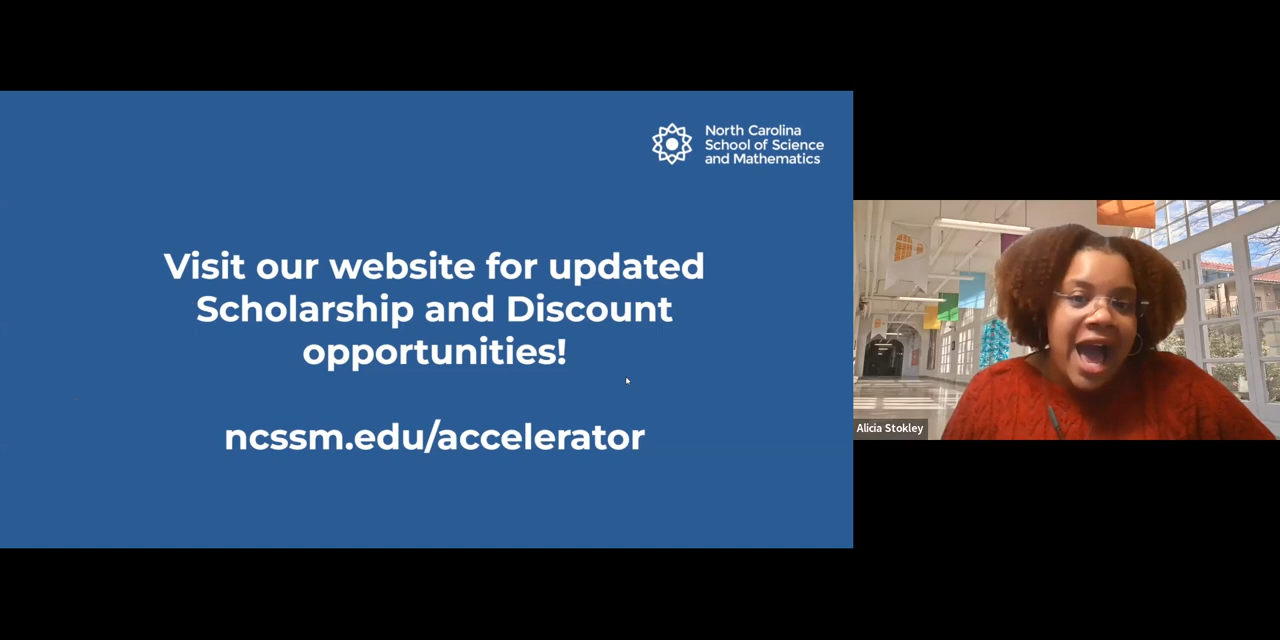 North Carolina
School of Science
and Mathematics
Visit our website for updated
Scholarship and Discount
opportunities!
ncssm.edu/accelerator
Alicia Stokley